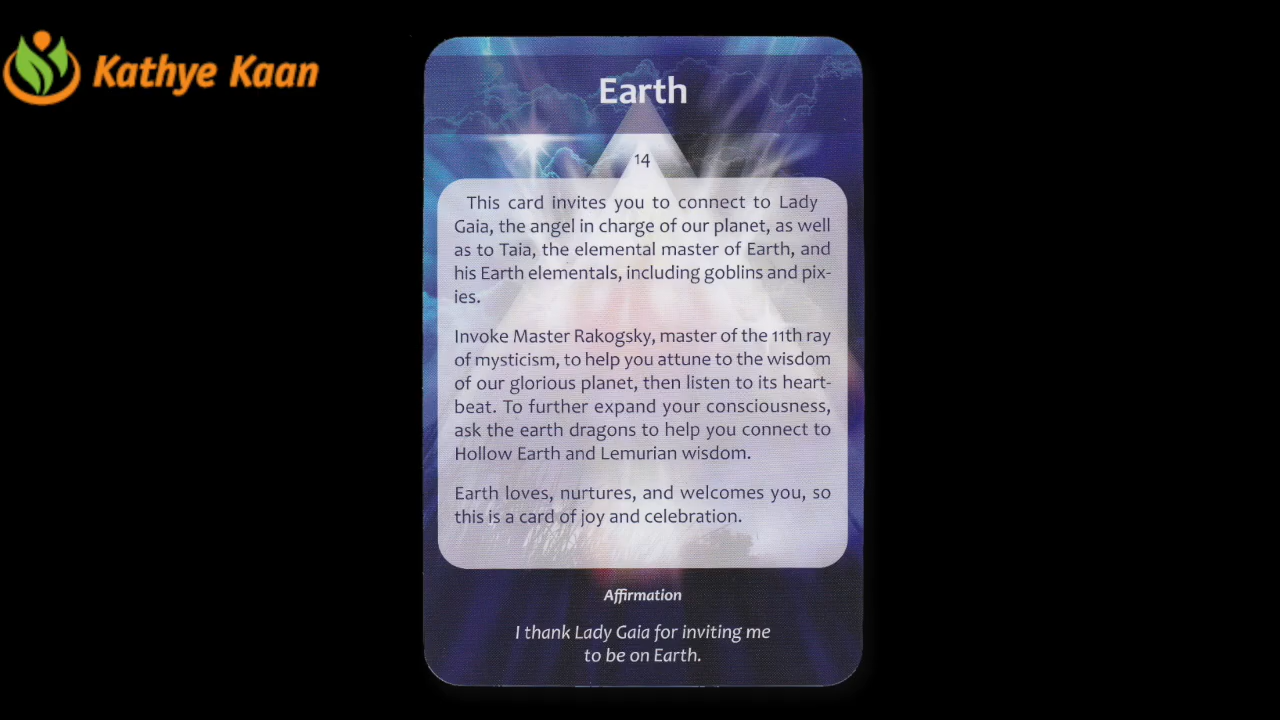 Kathye Kaan
Earth
14
This card invites you to connect to Lady
Gaia, the angel in charge of our planet, as well
as to Taia, the elemental master of Earth, and
his Earth elementals, including goblins and pix-
ies.
Invoke Master Rakogsky, master of the 11th ray
of mysticism, to help you attune to the wisdom
of our glorious planet, then listen to its heart-
beat. To further expand your consciousness,
ask the earth dragons to help you connect to
Hollow Earth and Lemurian wisdom.
Earth loves, nurtures, and welcomes you, so
this is a card of joy and celebration.
Affirmation
I thank Lady Gaia for inviting me
to be on Earth.